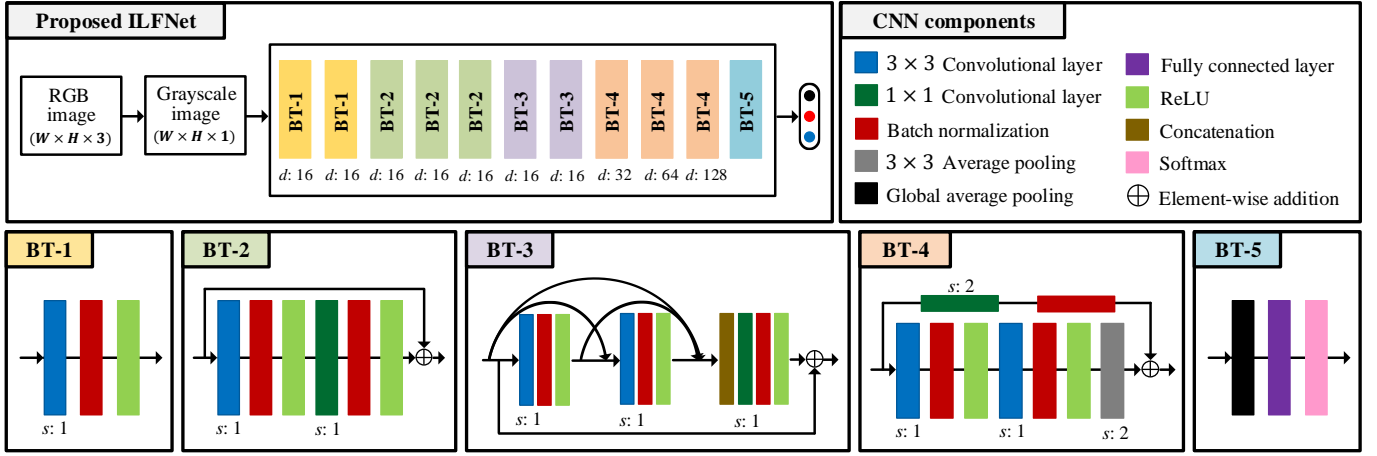 Proposed ILFNet
RGB
image
(W × H × 3)
Grayscale
image
(W × H × 1)
BT-1
BT-1
BT-2
BT-2
BT-2
BT-3
BT-3
BT-4
BT-4
BT-4
BT-5
d: 16
d: 16
d: 16
d: 16
d: 16
d: 16
d: 16
d: 32
d: 64
d: 128
CNN components
3 × 3 Convolutional layer
1 × 1 Convolutional layer
Batch normalization
3 × 3 Average pooling
Global average pooling
Fully connected layer
ReLU
Concatenation
Softmax
Element-wise addition
BT-1
s: 1
BT-2
s: 1
s: 1
BT-3
s: 1
s: 1
s: 1
BT-4
s: 2
s: 1
s: 1
s: 2
BT-5